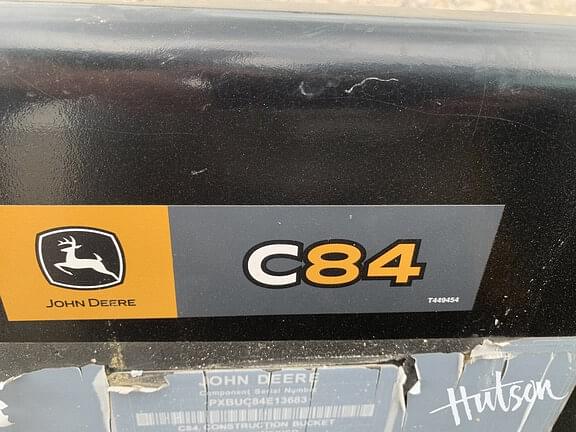 C84
JOHN DEERE
T449454
JOHN DEERE
Component Serial Number
PXBUC84E13683
C84, CONSTRUCTION BUCKET
Hutson